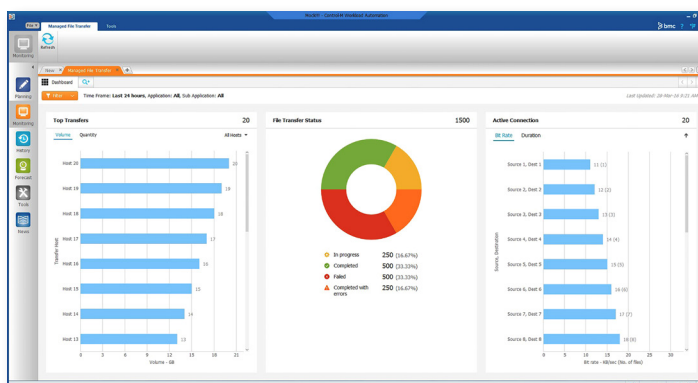 Control-M Workload Automation
File
Managed File Transfer
Tools
bmc
?
Monitoring
Refresh
New
Managed File Transfer
Planning
Monitoring
History
Forecast
Tools
News
Dashboard
Filter
Time Frame: Last 24 hours, Application: All, Sub Application: All
Top Transfers
20
Volume
Quantity
All Hosts
Transfer Host
Host 20
20
Host 19
19
Host 18
18
Host 17
17
Host 16
16
Host 15
15
Host 14
14
Host 13
13
0 3 6 9 12 15 18 21
Volume - GB
File Transfer Status
1500
In progress 250 (16.67%)
Completed 500 (33.33%)
Failed 500 (33.33%)
Completed with errors 250 (16.67%)
Active Connection
20
Bit Rate
Duration
Source, Destination
Source 1, Dest 1
11 (1)
Source 2, Dest 2
12 (2)
Source 3, Dest 3
13 (3)
Source 4, Dest 4
14 (4)
Source 5, Dest 5
15 (5)
Source 6, Dest 6
16 (6)
Source 7, Dest 7
17 (7)
Source 8, Dest 8
18 (8)
0 5 10 15 20 25 30
Bit rate - KB/sec (No. of files)